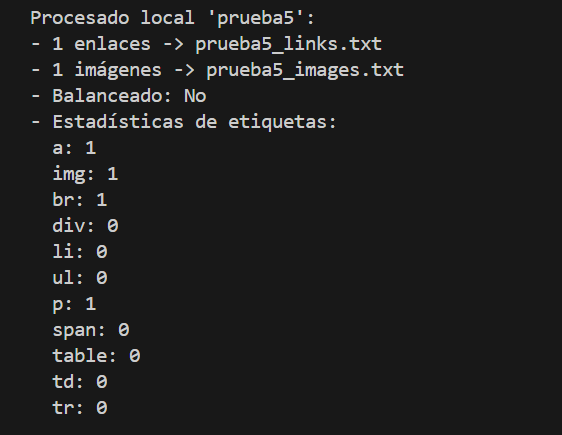 Procesado local 'prueba5':
- 1 enlaces -> prueba5_links.txt
- 1 imágenes -> prueba5_images.txt
- Balanceado: No
- Estadísticas de etiquetas:
a: 1
img: 1
br: 1
div: 0
li: 0
ul: 0
p: 1
span: 0
table: 0
td: 0
tr: 0